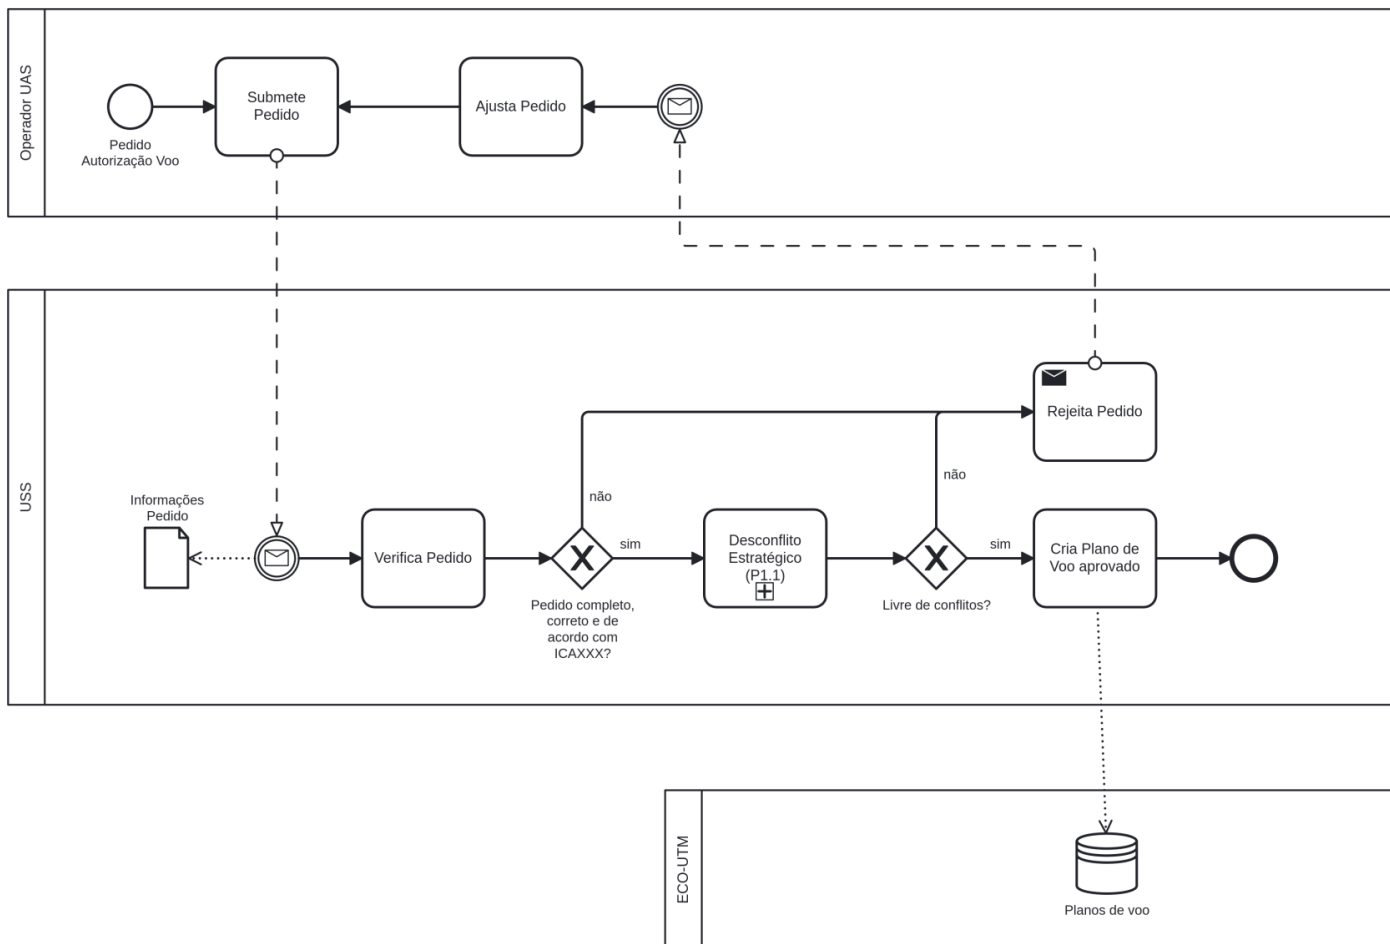 Operador UAS
Submete
Pedido
Ajusta Pedido
Pedido
Autorização Voo
USS
Rejeita Pedido
não
não
Informações
Pedido
Verifica Pedido
sim
Desconflito
Estratégico
(P1.1)
sim
Cria Plano de
Voo aprovado
Pedido completo,
correto e de
acordo com
ICAXXX?
Livre de conflitos?
ECO-UTM
Planos de voo